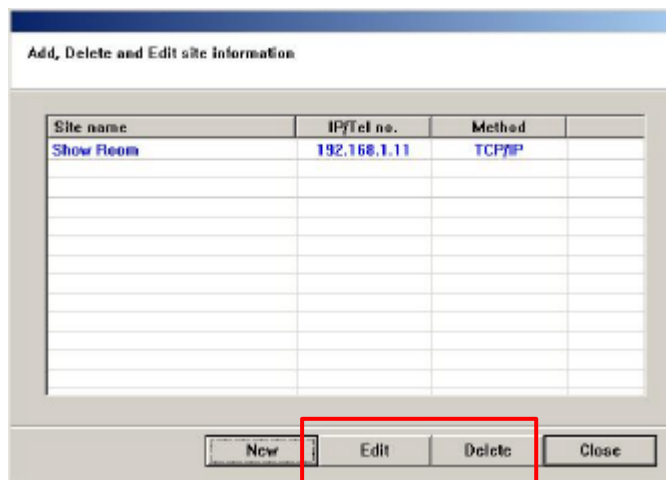 Add, Delete and Edit site information
Site name IP/Tel no. Method
Show Room 192.168.1.11 TCP/IP
New Edit Delete Close